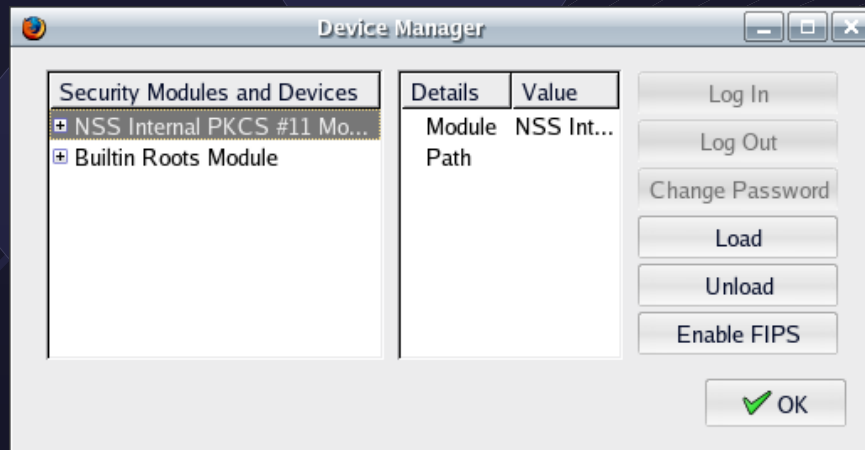 Device Manager
Security Modules and Devices
NSS Internal PKCS #11 Mo...
Builtin Roots Module
Details Value
Module NSS Int...
Path
Log In
Log Out
Change Password
Load
Unload
Enable FIPS
OK